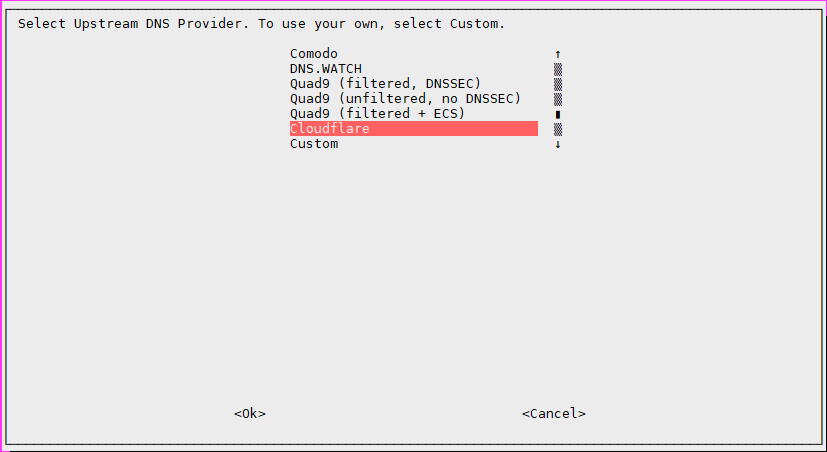 Select Upstream DNS Provider. To use your own, select Custom.
Comodo ↑
DNS.WATCH
Quad9 (filtered, DNSSEC)
Quad9 (unfiltered, no DNSSEC)
Quad9 (filtered + ECS)
Cloudflare
Custom ↓
<Ok> <Cancel>